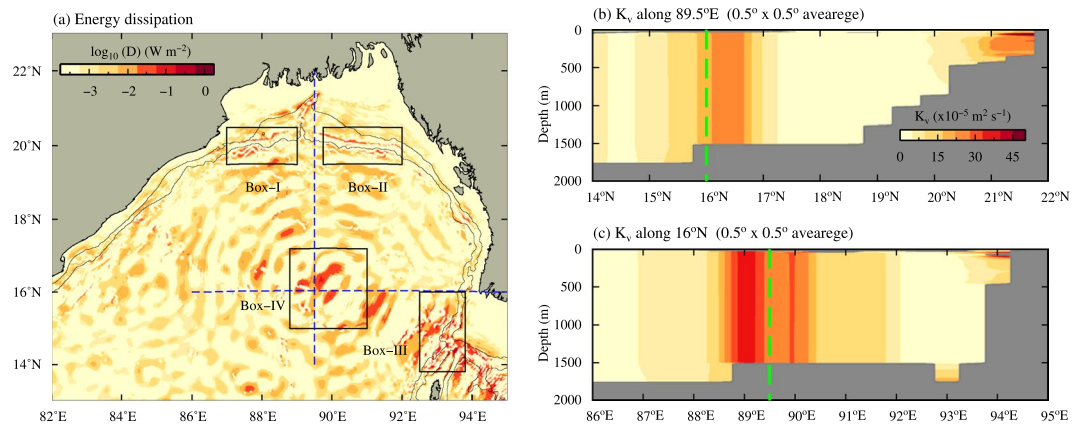 (a) Energy dissipation
log₁₀ (D) (W m⁻²)
−3 −2 −1 0
22°N
20°N
18°N
16°N
14°N
Box−I
Box−II
Box−IV
Box−III
82°E 84°E 86°E 88°E 90°E 92°E 94°E
(b) Kᵥ along 89.5°E (0.5° x 0.5° avearege)
0
500
1000
1500
2000
Depth (m)
Kᵥ (x10⁻⁵ m² s⁻¹)
0 15 30 45
14°N 15°N 16°N 17°N 18°N 19°N 20°N 21°N 22°N
(c) Kᵥ along 16°N (0.5° x 0.5° avearege)
0
500
1000
1500
2000
Depth (m)
86°E 87°E 88°E 89°E 90°E 91°E 92°E 93°E 94°E 95°E